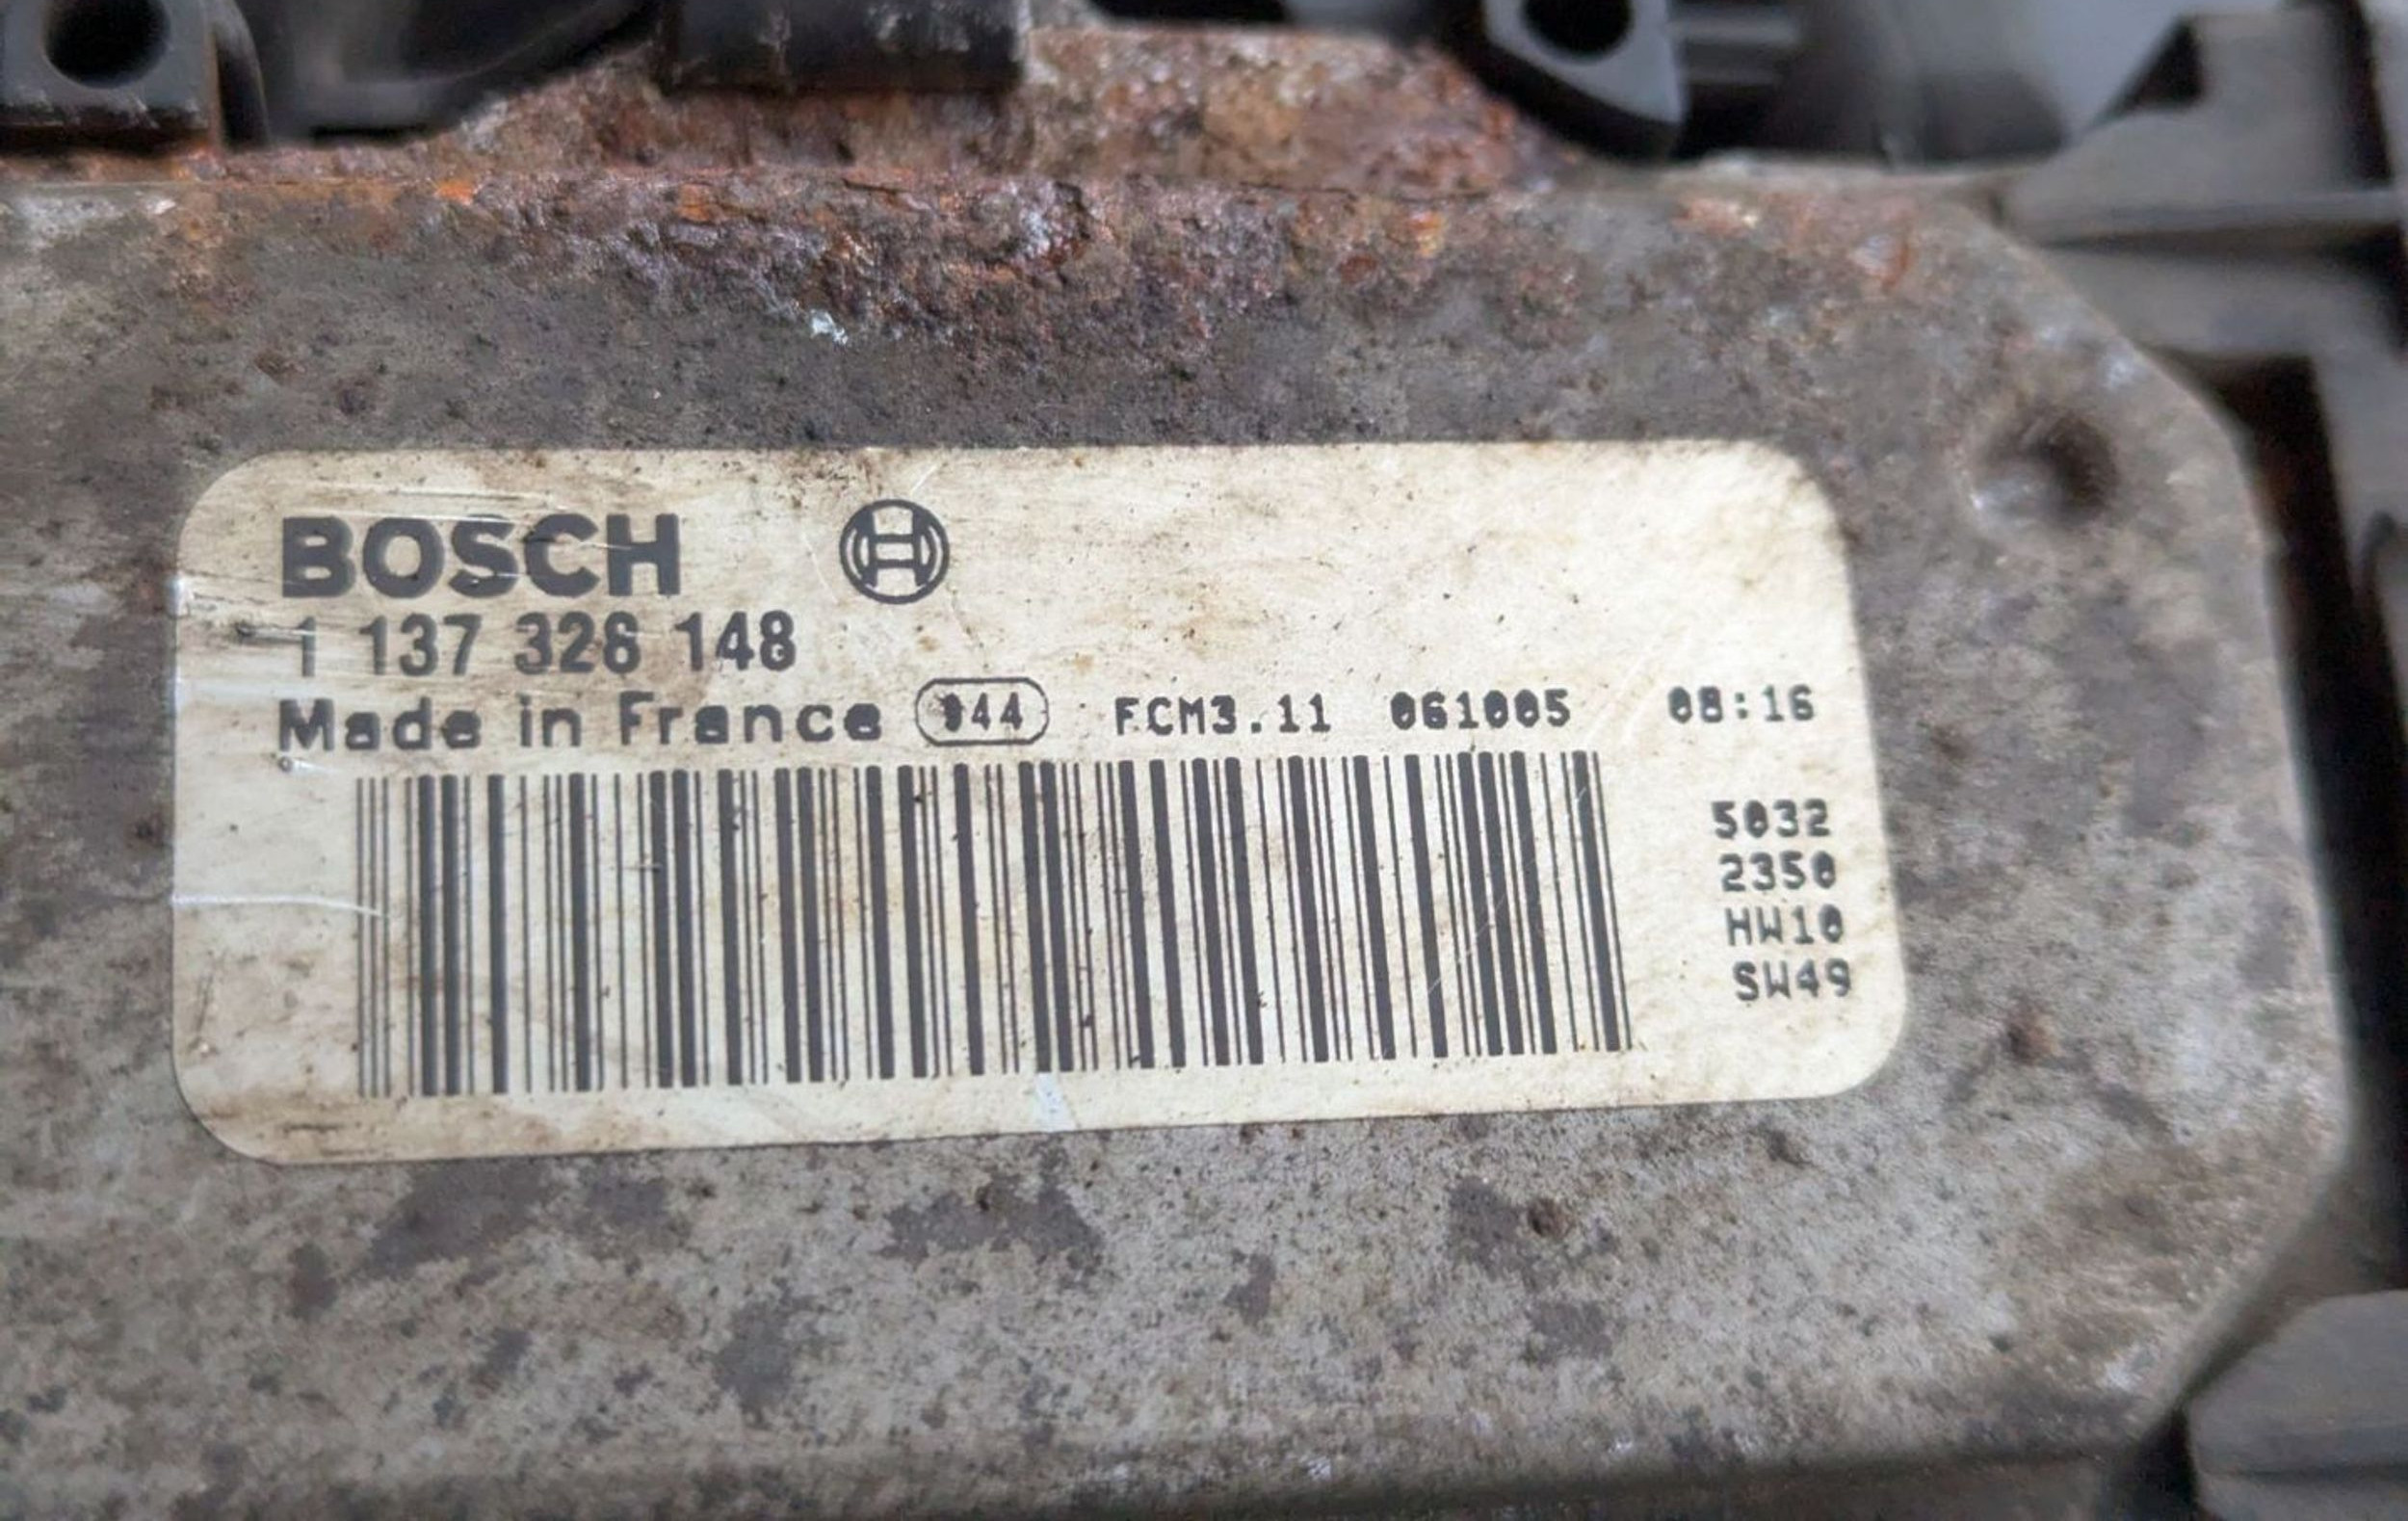 BOSCH
1 137 328 148
Made in France 944 FCM3.11 061005 08:16
5032
2350
HW10
SW49